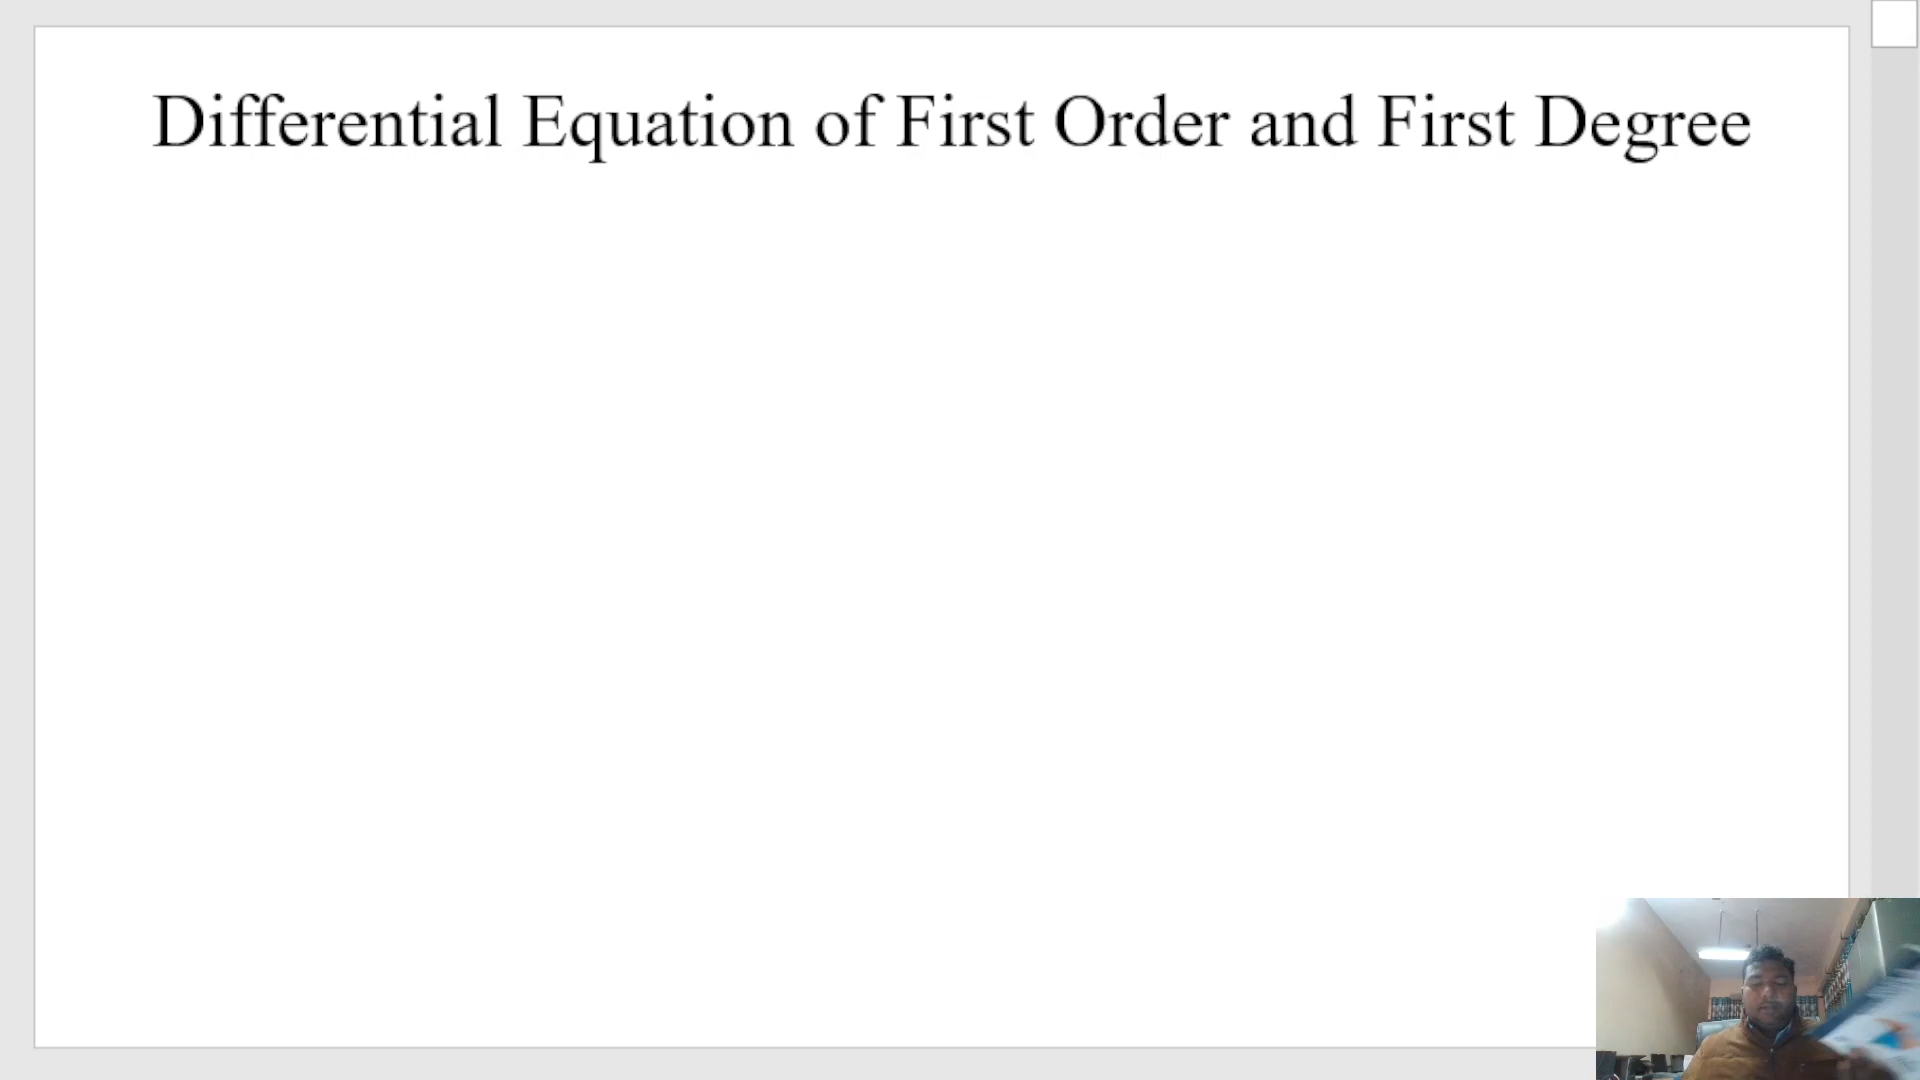 Differential Equation of First Order and First Degree